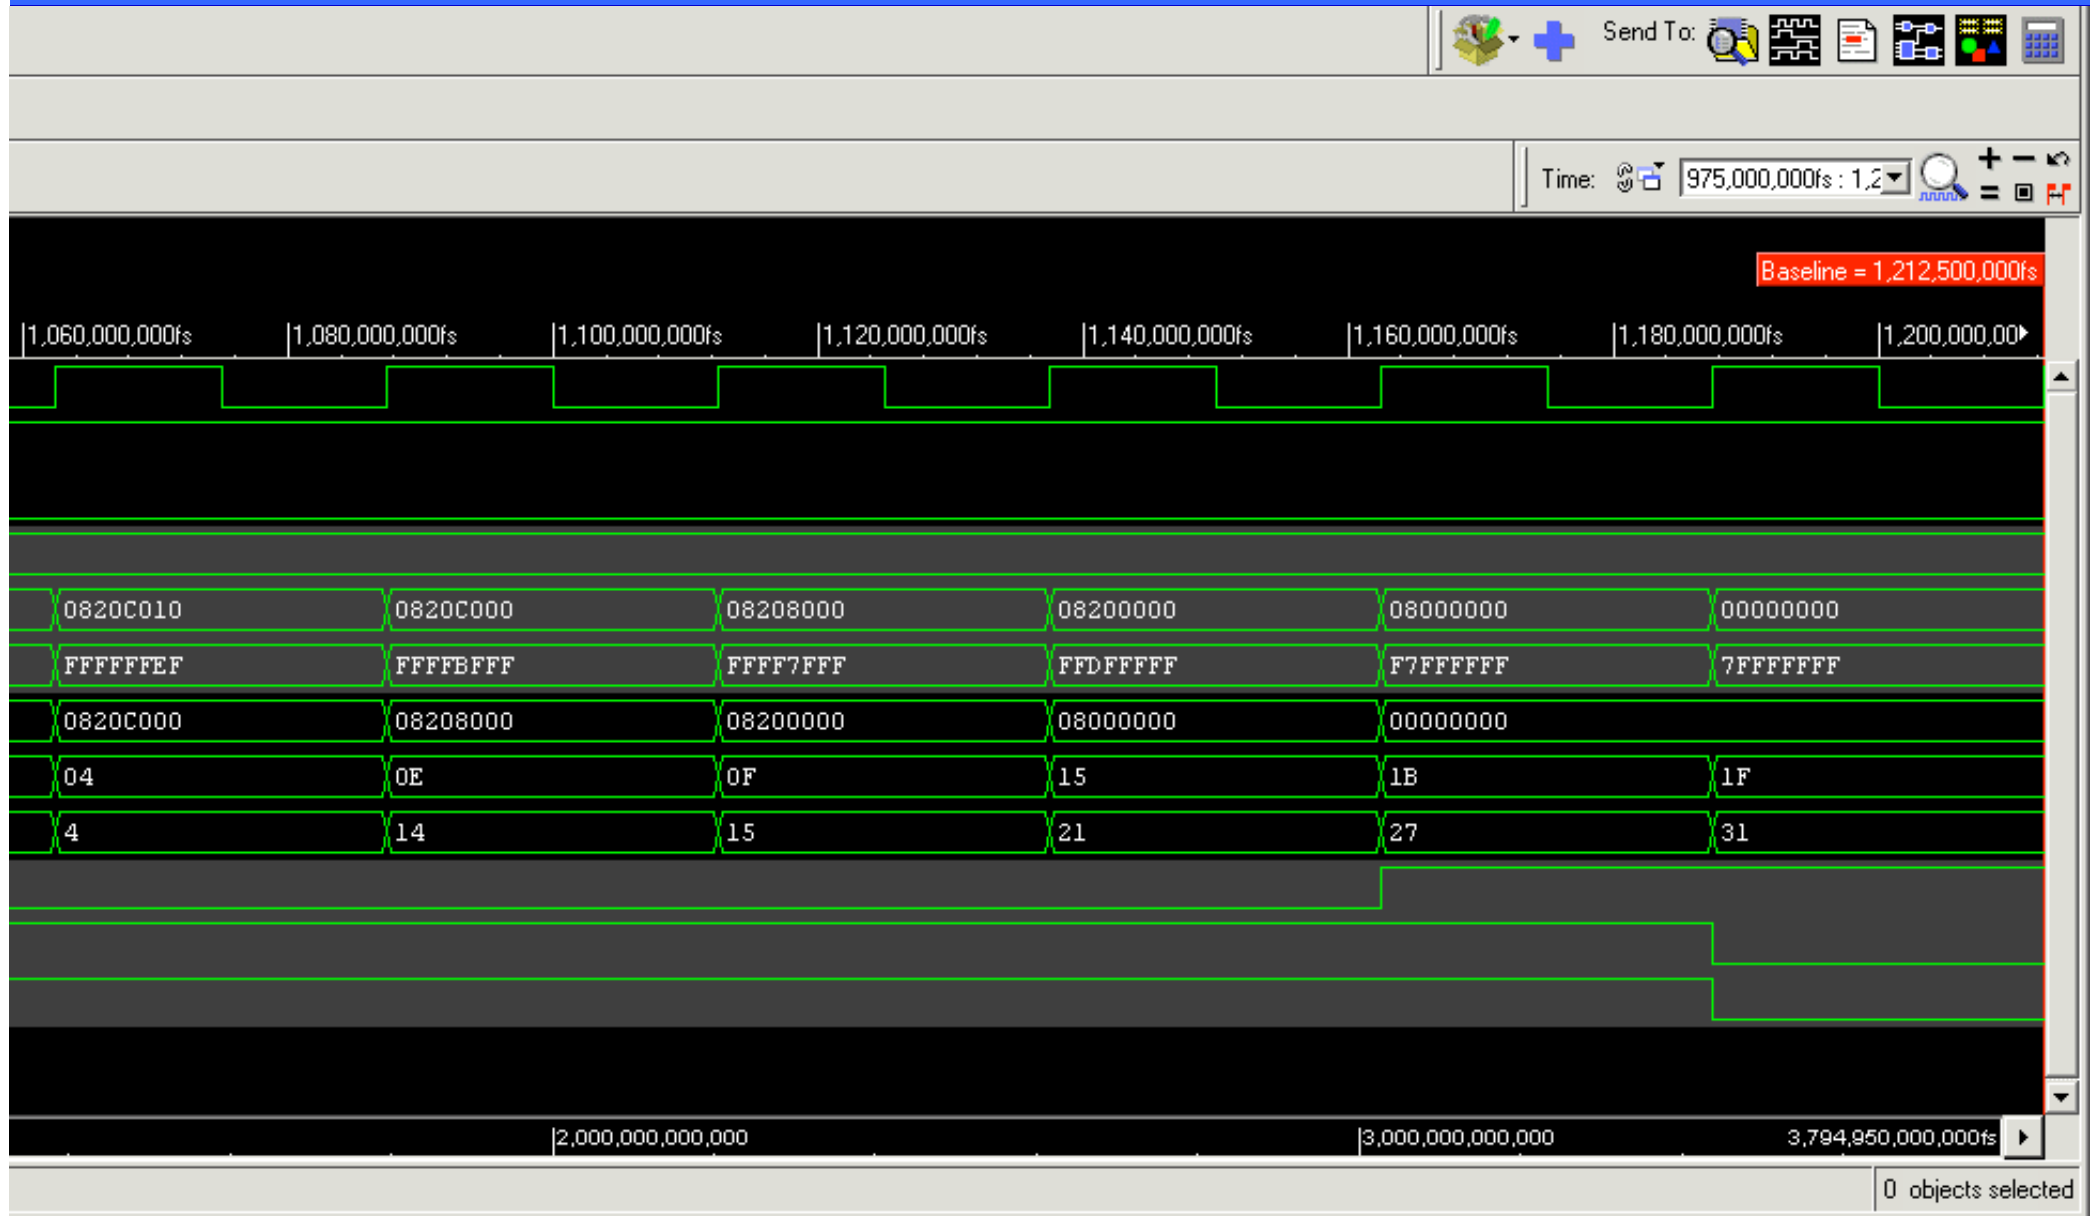 Send To:
Time: 975,000,000fs : 1,2
Baseline = 1,212,500,000fs
1,060,000,000fs 1,080,000,000fs 1,100,000,000fs 1,120,000,000fs 1,140,000,000fs 1,160,000,000fs 1,180,000,000fs 1,200,000,00
0820C010 0820C000 08208000 08200000 08000000 00000000
FFFFFFEF FFFFBFFF FFFF7FFF FFDFFFFF F7FFFFFF 7FFFFFFF
0820C000 08208000 08200000 08000000 00000000
04 0E 0F 15 1B 1F
4 14 15 21 27 31
2,000,000,000,000 3,000,000,000,000 3,794,950,000,000fs
0 objects selected